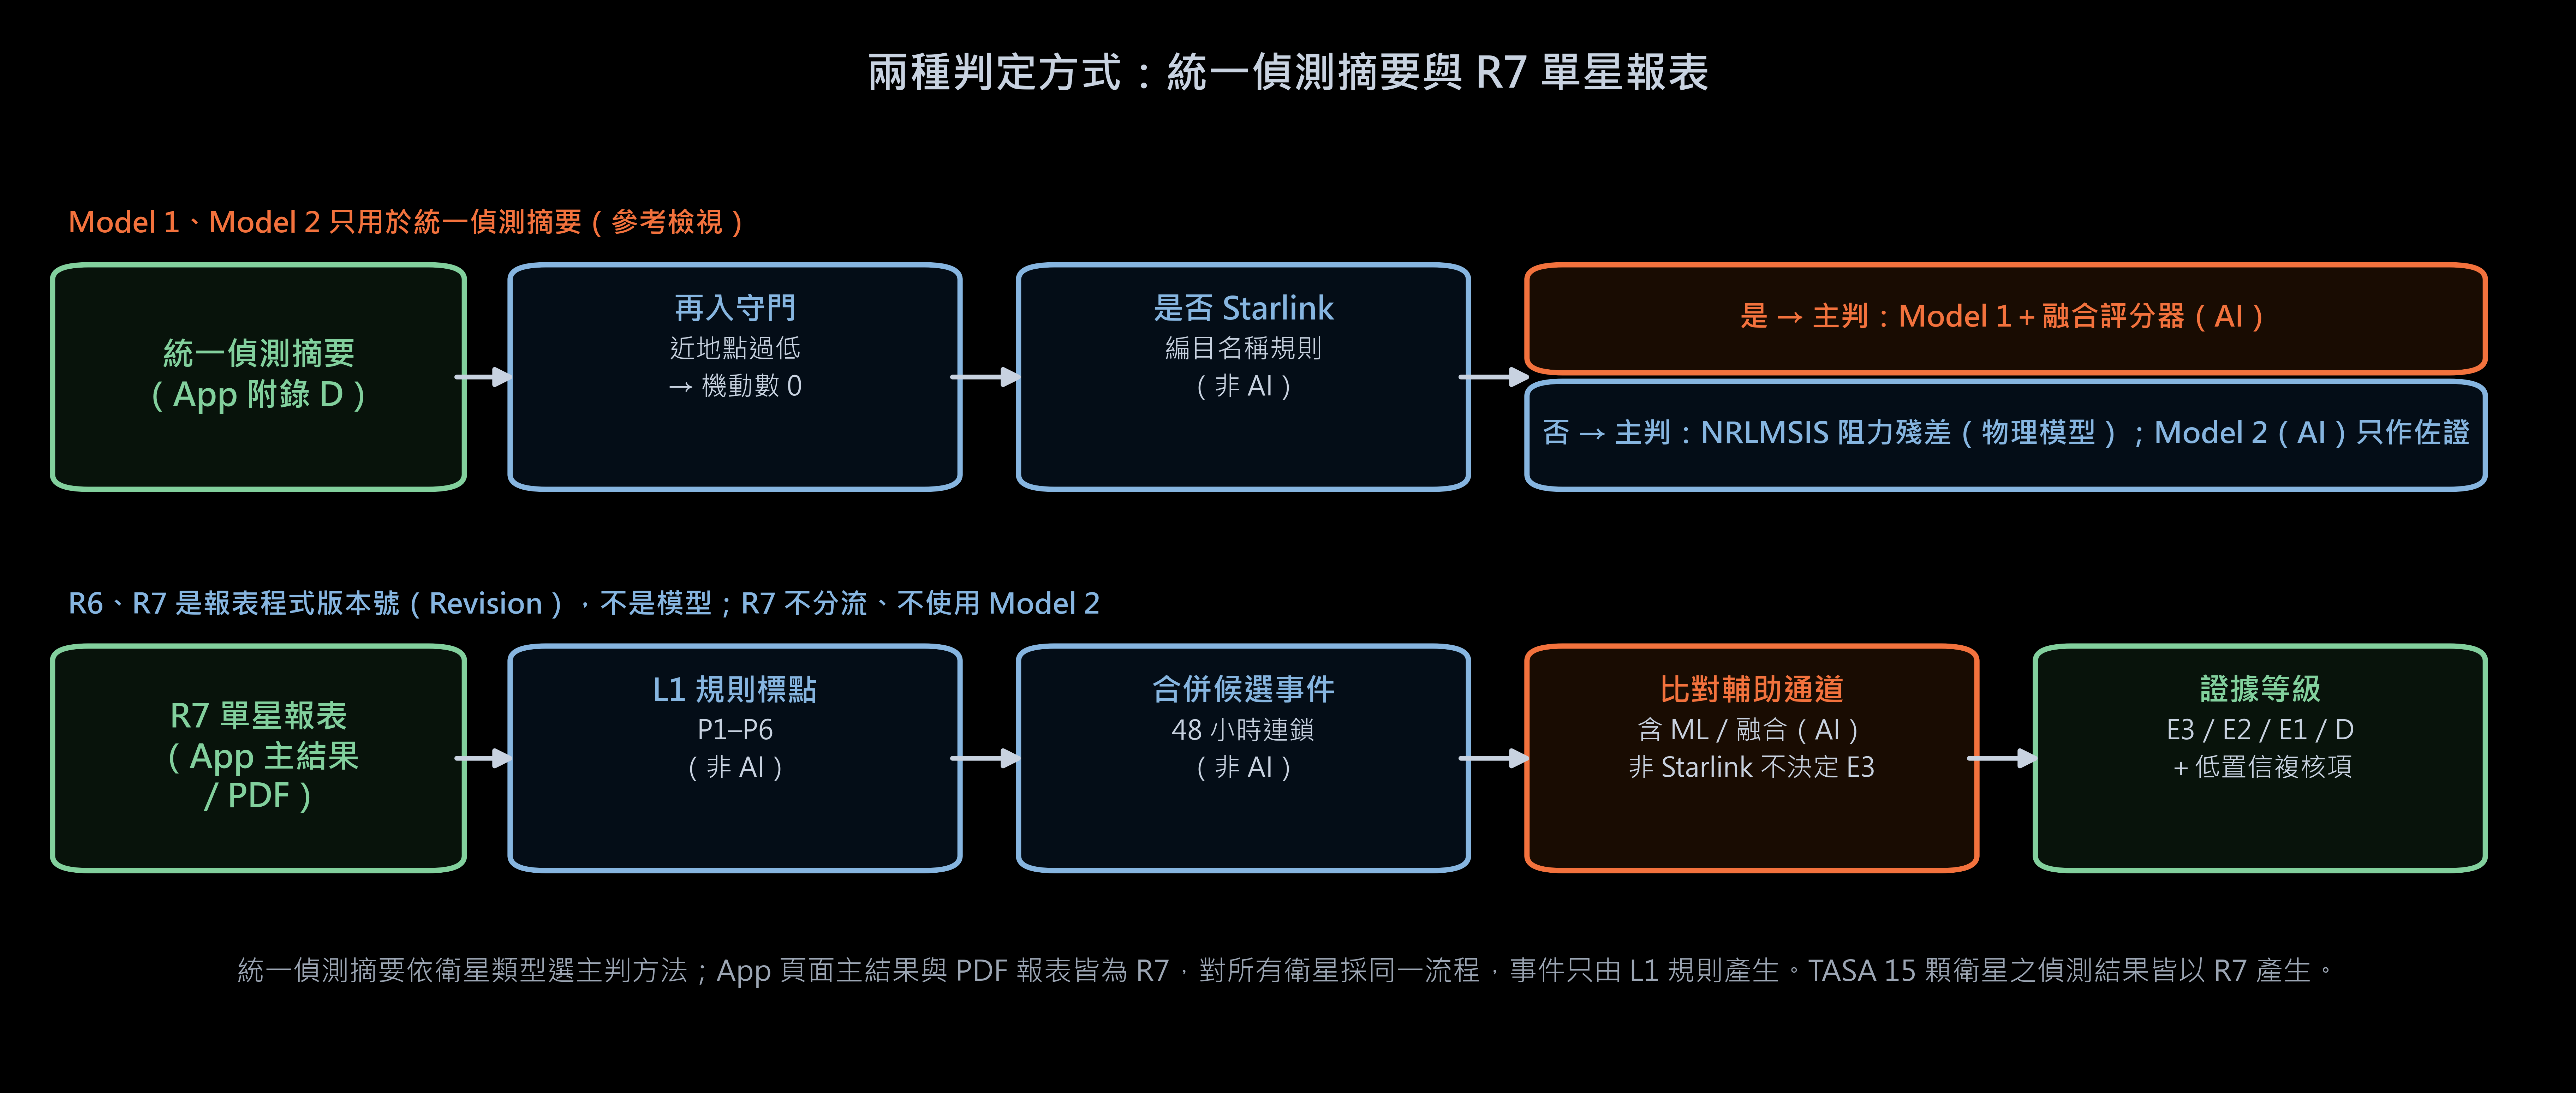 兩種判定方式：統一偵測摘要與 R7 單星報表
Model 1、Model 2 只用於統一偵測摘要（參考檢視）
統一偵測摘要
（App 附錄 D）
再入守門
近地點過低
→ 機動數 0
是否 Starlink
編目名稱規則
（非 AI）
是 → 主判：Model 1＋融合評分器（AI）
否 → 主判：NRLMSIS 阻力殘差（物理模型）；Model 2（AI）只作佐證
R6、R7 是報表程式版本號（Revision），不是模型；R7 不分流、不使用 Model 2
R7 單星報表
（App 主結果
/ PDF）
L1 規則標點
P1–P6
（非 AI）
合併候選事件
48 小時連鎖
（非 AI）
比對輔助通道
含 ML / 融合（AI）
非 Starlink 不決定 E3
證據等級
E3 / E2 / E1 / D
＋低置信複核項
統一偵測摘要依衛星類型選主判方法；App 頁面主結果與 PDF 報表皆為 R7，對所有衛星採同一流程，事件只由 L1 規則產生。TASA 15 顆衛星之偵測結果皆以 R7 產生。